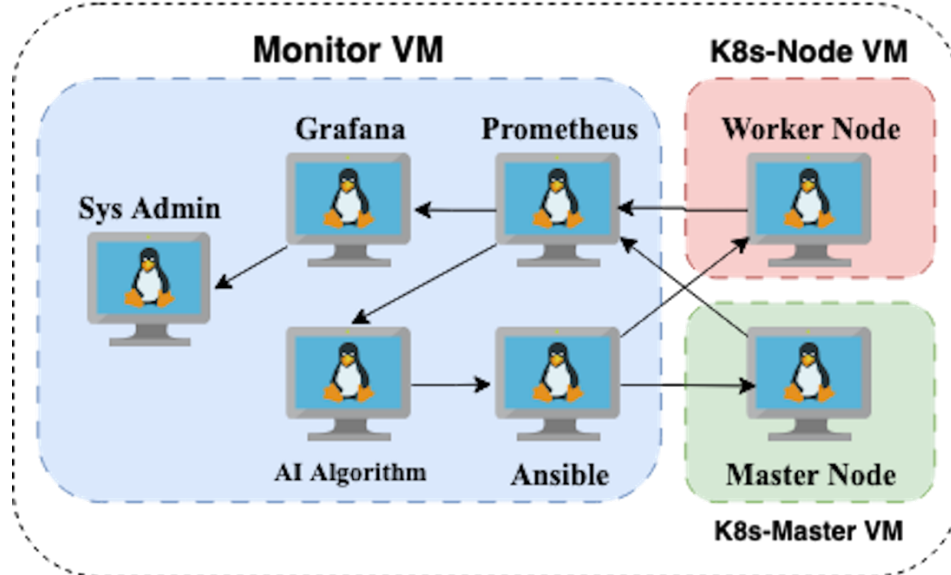 Monitor VM
K8s-Node VM
Grafana
Prometheus
Worker Node
Sys Admin
AI Algorithm
Ansible
Master Node
K8s-Master VM